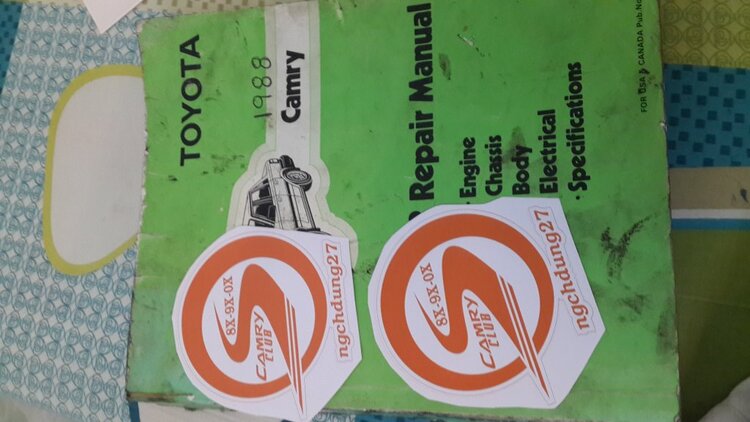 TOYOTA
1988
Camry
Repair Manual
· Engine
Chassis
Body
Electrical
· Specifications
FOR USA & CANADA Pub.No
8X-9X-0X
CAMRY
CLUB
ngchdung27
8X-9X-0X
CAMRY
CLUB
ngchdung27